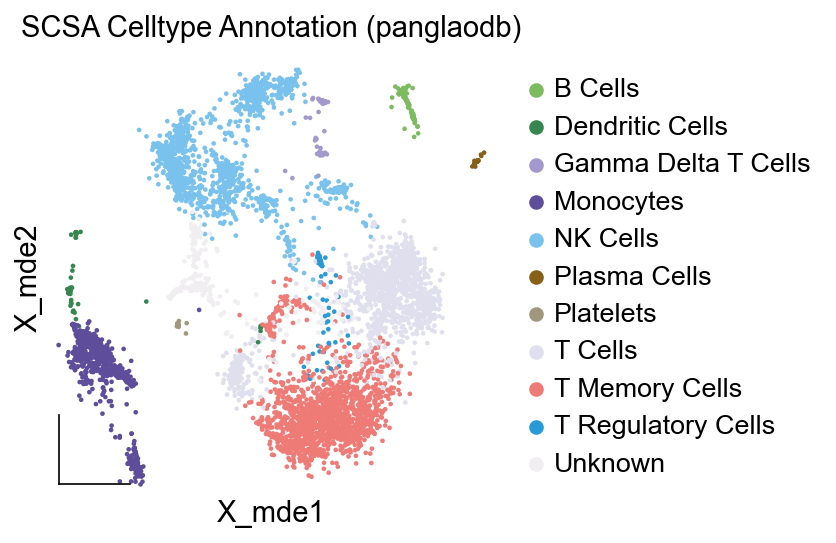 SCSA Celltype Annotation (panglaodb)
B Cells
Dendritic Cells
Gamma Delta T Cells
Monocytes
NK Cells
Plasma Cells
Platelets
T Cells
T Memory Cells
T Regulatory Cells
Unknown
X_mde2
X_mde1